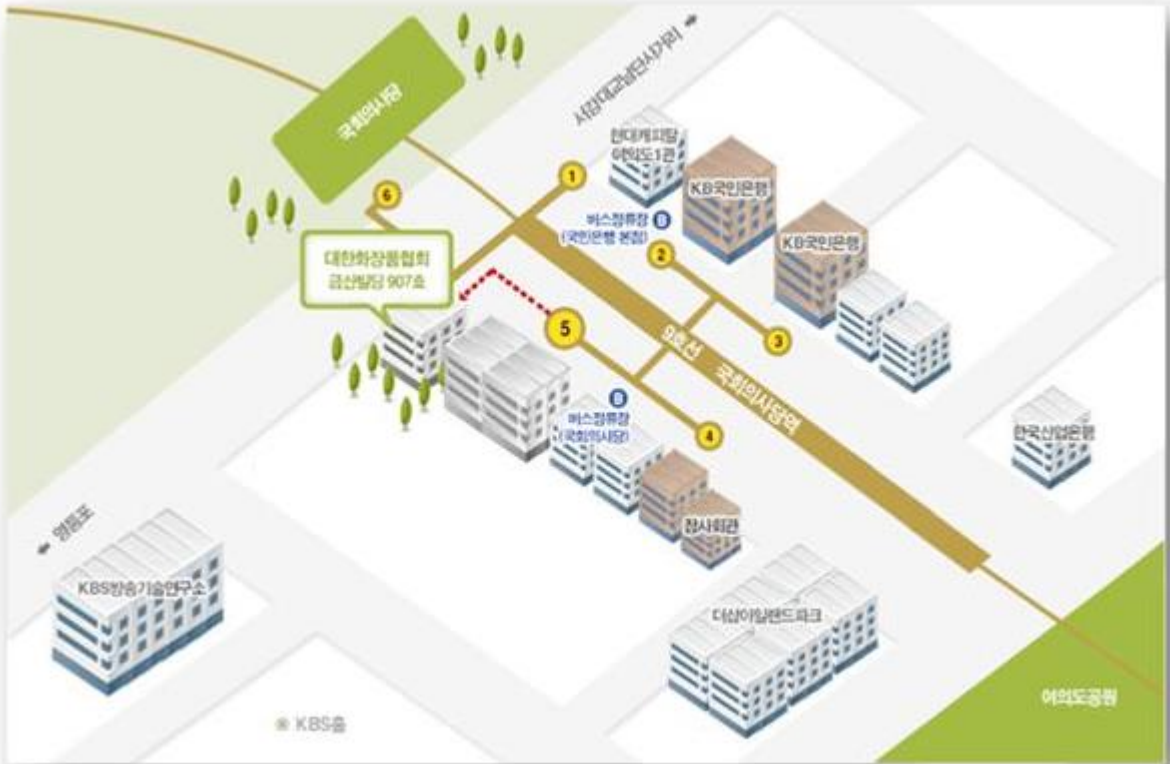 국회의사당
서강대교남단사거리
현대캐피탈
여의도1관
KB국민은행
KB국민은행
버스정류장 B
(국민은행 본점)
1
6
2
3
대한화장품협회
금산빌딩 907호
5
9호선 국회의사당역
B
버스정류장
(국회의사당)
4
한국산업은행
잠사회관
영등포
KBS방송기술연구소
더샵아일랜드파크
여의도공원
※ KBS홀